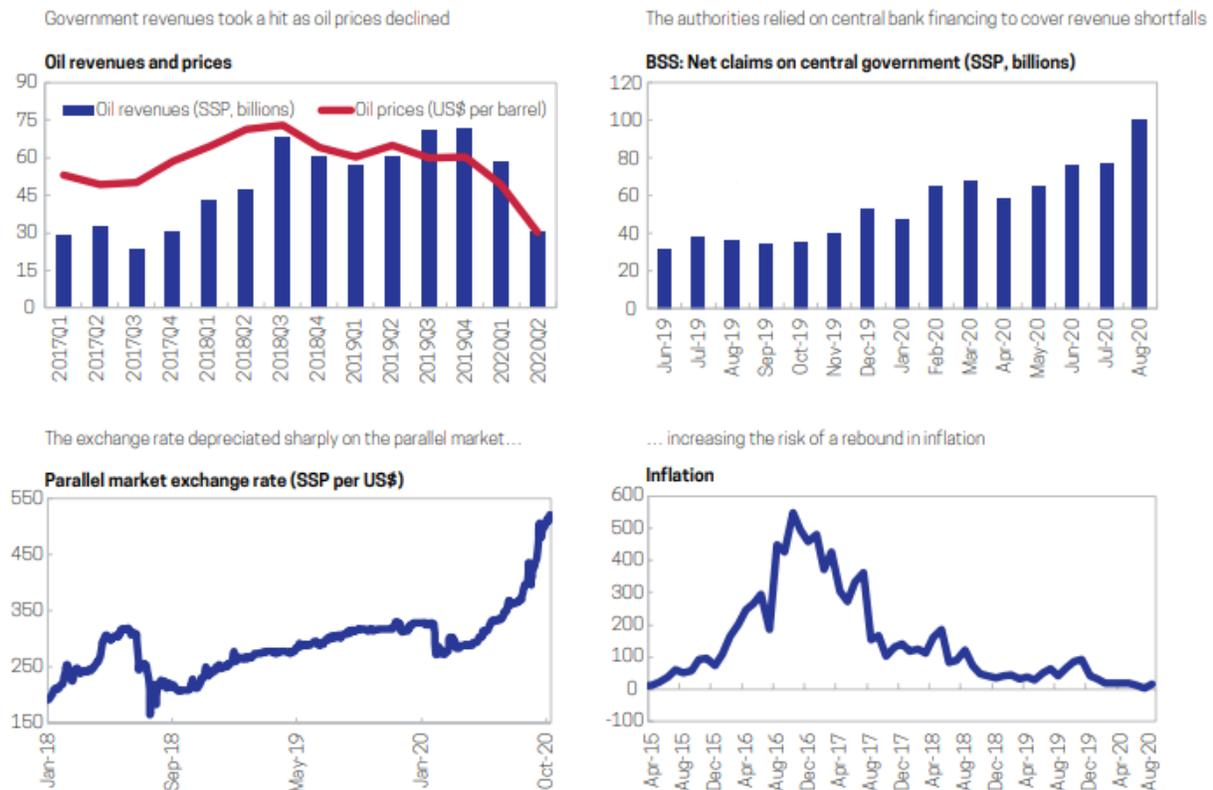 Government revenues took a hit as oil prices declined
Oil revenues and prices
90
75
60
45
30
15
0
Oil revenues (SSP, billions)
Oil prices (US$ per barrel)
2017Q1
2017Q2
2017Q3
2017Q4
2018Q1
2018Q2
2018Q3
2018Q4
2019Q1
2019Q2
2019Q3
2019Q4
2020Q1
2020Q2
The authorities relied on central bank financing to cover revenue shortfalls
BSS: Net claims on central government (SSP, billions)
120
100
80
60
40
20
0
Jun-19
Jul-19
Aug-19
Sep-19
Oct-19
Nov-19
Dec-19
Jan-20
Feb-20
Mar-20
Apr-20
May-20
Jun-20
Jul-20
Aug-20
The exchange rate depreciated sharply on the parallel market…
Parallel market exchange rate (SSP per US$)
550
450
350
250
150
Jan-18
Sep-18
May-19
Jan-20
Oct-20
… increasing the risk of a rebound in inflation
Inflation
600
500
400
300
200
100
0
-100
Apr-15
Aug-15
Dec-15
Apr-16
Aug-16
Dec-16
Apr-17
Aug-17
Dec-17
Apr-18
Aug-18
Dec-18
Apr-19
Aug-19
Dec-19
Apr-20
Aug-20